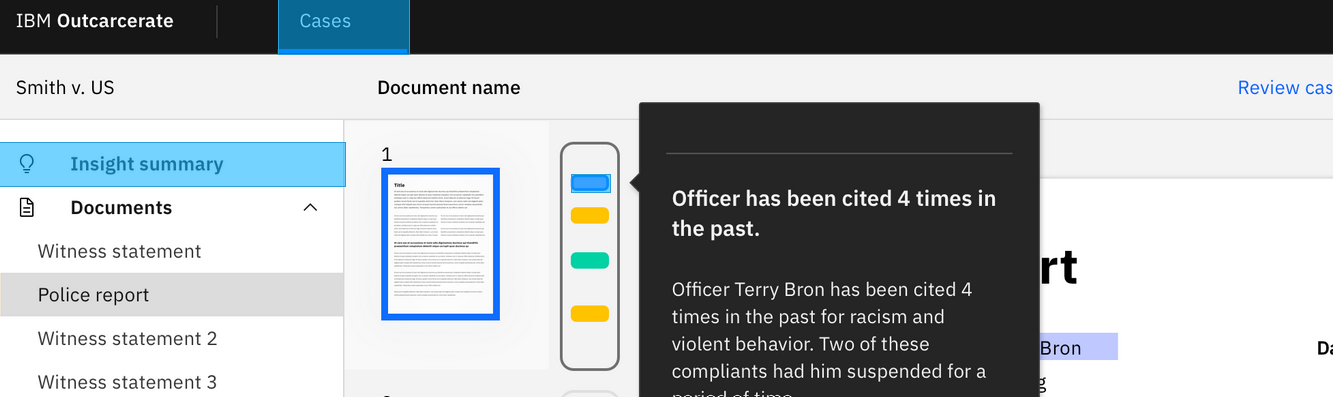 IBM Outcarcerate
Cases
Smith v. US
Document name
Review cas
Insight summary
Documents
Witness statement
Police report
Witness statement 2
Witness statement 3
1
Title
Officer has been cited 4 times in
the past.
Officer Terry Bron has been cited 4
times in the past for racism and
violent behavior. Two of these
compliants had him suspended for a
period of time
rt
Bron
Da
g